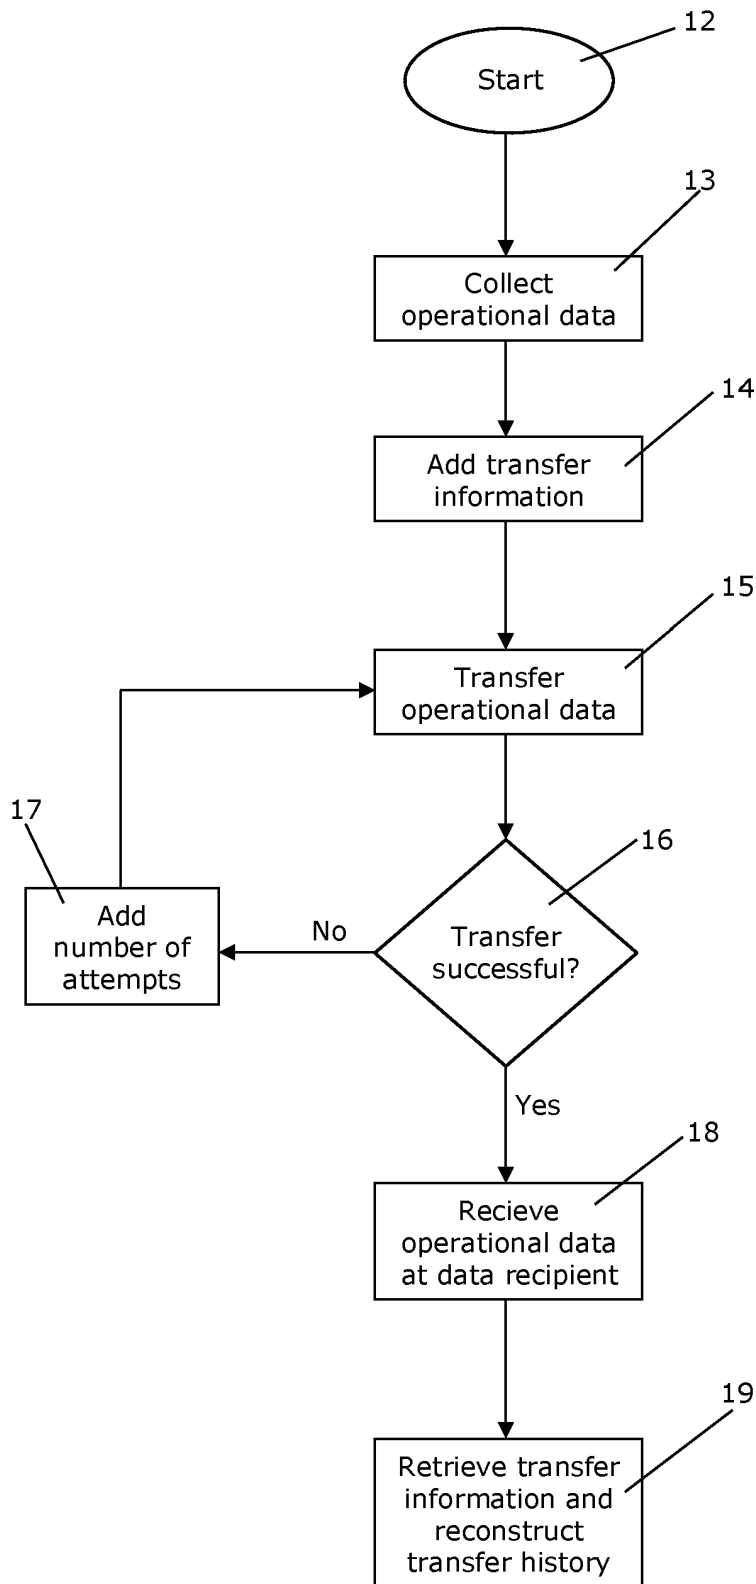 12
Start
13
Collect
operational data
14
Add transfer
information
15
Transfer
operational data
17
16
Add
number of
attempts
No
Transfer
successful?
Yes
18
Recieve
operational data
at data recipient
19
Retrieve transfer
information and
reconstruct
transfer history